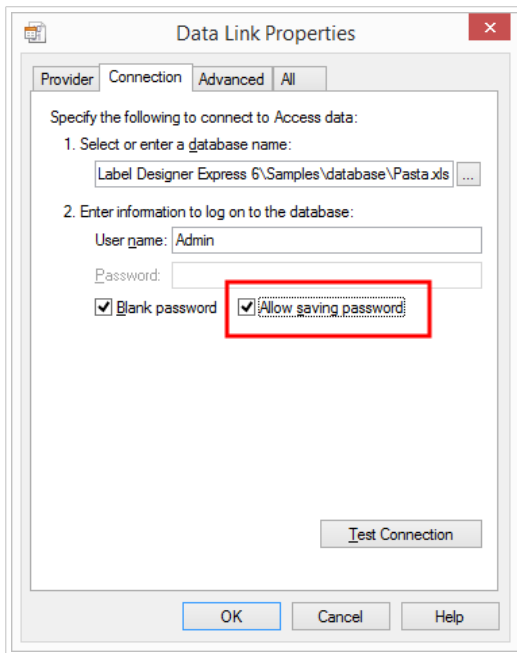 Data Link Properties
Provider Connection Advanced All
Specify the following to connect to Access data:
1. Select or enter a database name:
Label Designer Express 6\Samples\database\Pasta.xls ...
2. Enter information to log on to the database:
User name: Admin
Password:
Blank password Allow saving password
Test Connection
OK Cancel Help